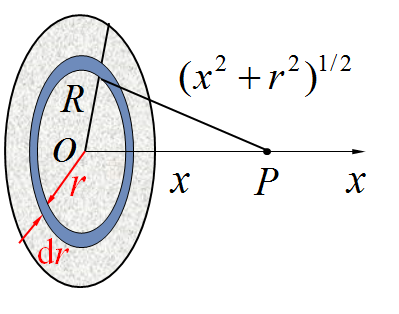 (x² + r²)^{1/2}
R
O
r
x
P
x
dr